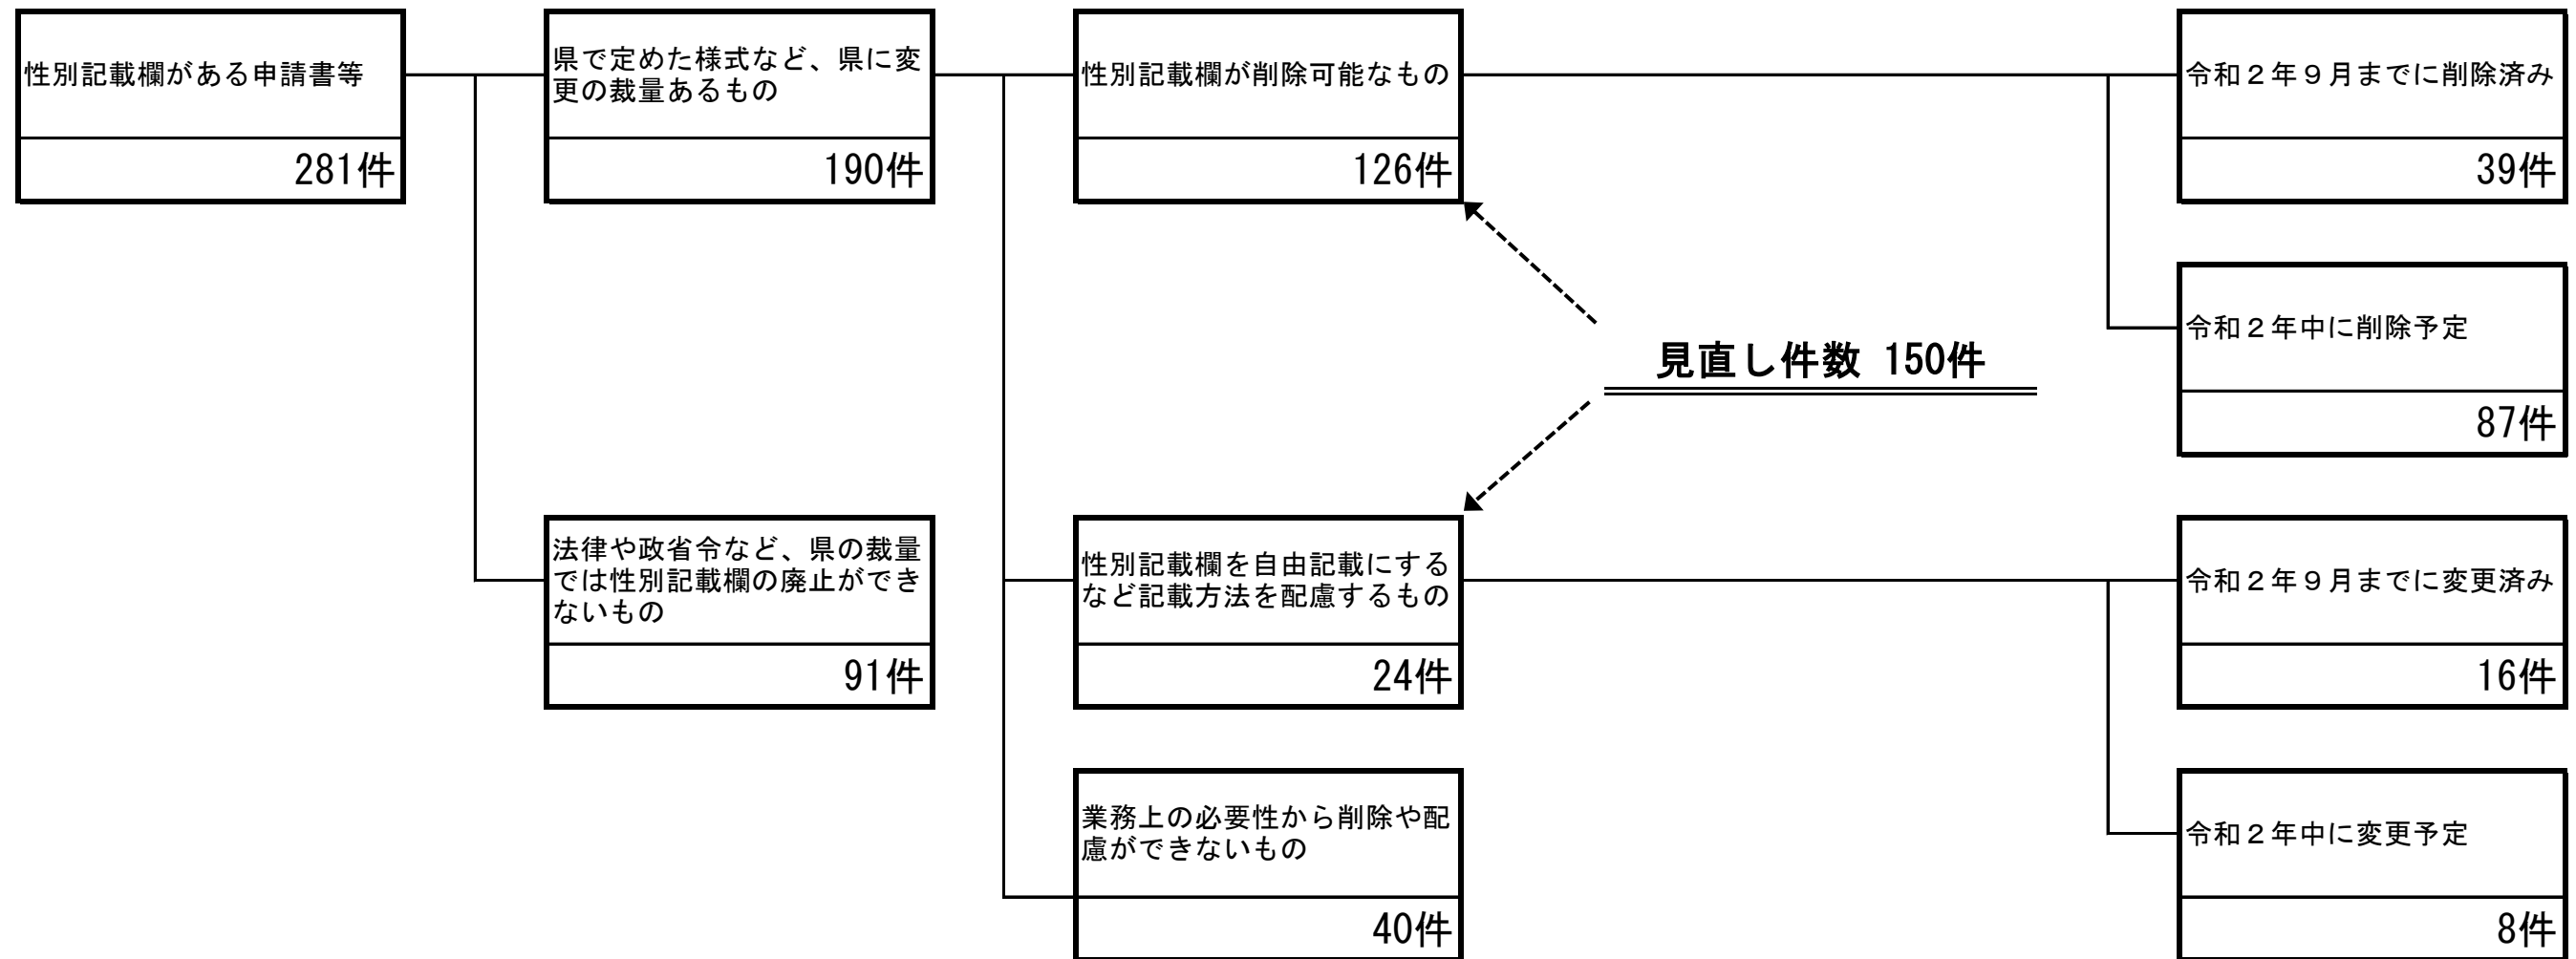 性別記載欄がある申請書等
281件
県で定めた様式など、県に変
更の裁量あるもの
190件
性別記載欄が削除可能なもの
126件
令和２年９月までに削除済み
39件
令和２年中に削除予定
87件
見直し件数 150件
法律や政省令など、県の裁量
では性別記載欄の廃止ができ
ないもの
91件
性別記載欄を自由記載にする
など記載方法を配慮するもの
24件
令和２年９月までに変更済み
16件
業務上の必要性から削除や配
慮ができないもの
40件
令和２年中に変更予定
8件